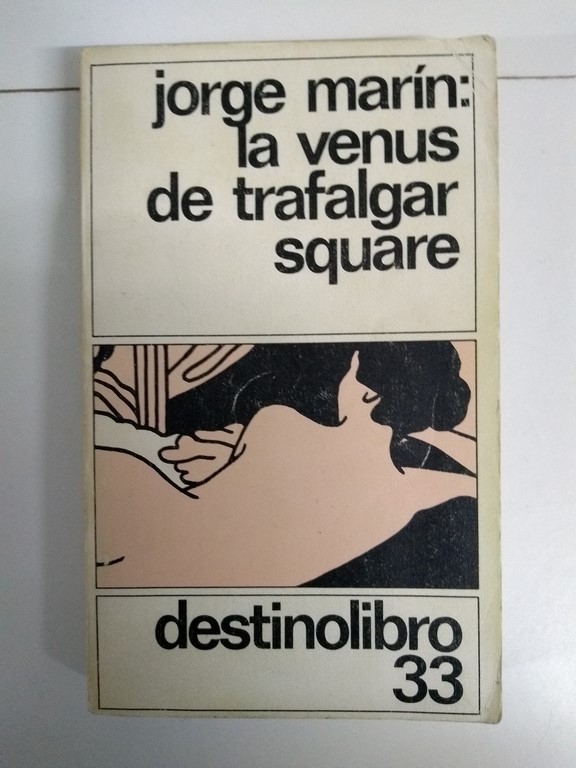 jorge marín:
la venus
de trafalgar
square
destinolibro
33